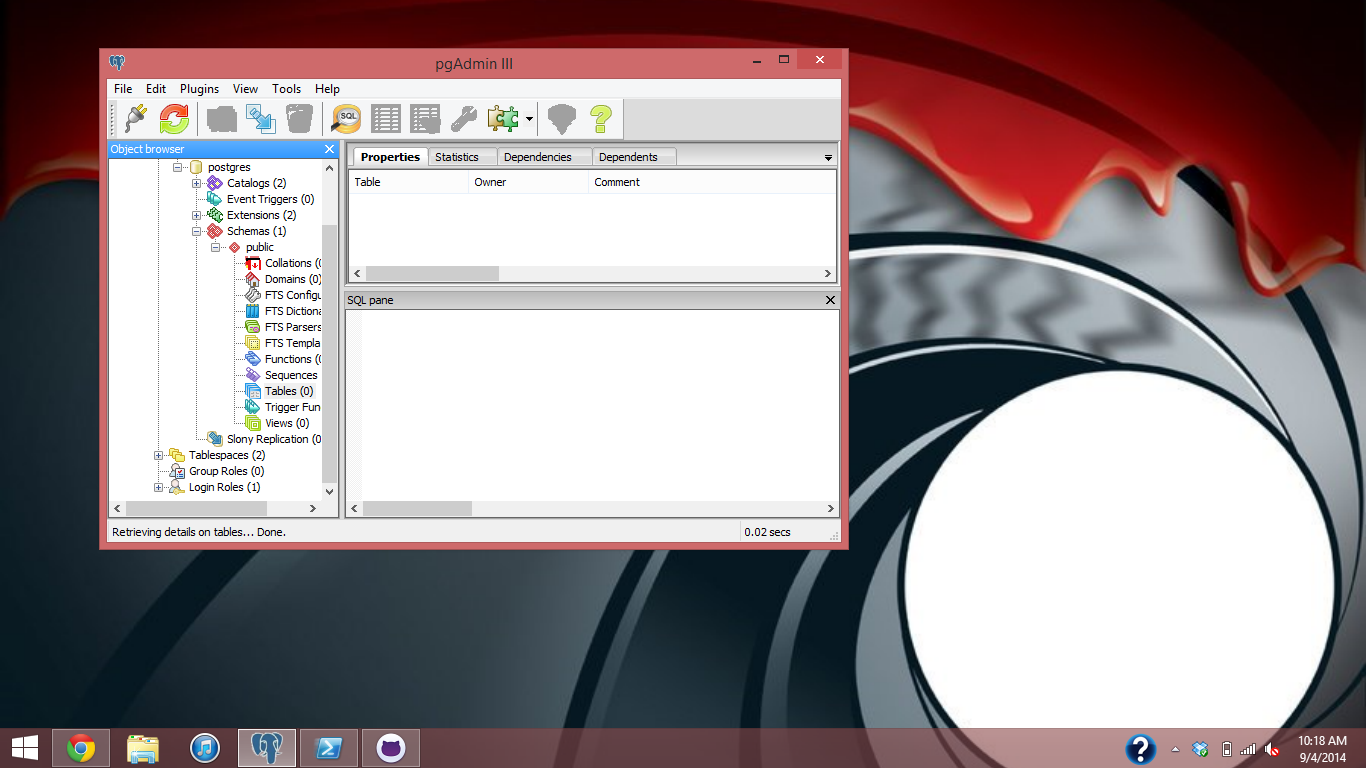 pgAdmin III
File Edit Plugins View Tools Help
SQL
Object browser
Properties Statistics Dependencies Dependents
Table Owner Comment
postgres
Catalogs (2)
Event Triggers (0)
Extensions (2)
Schemas (1)
public
Collations (
Domains (0)
FTS Configu
FTS Dictiona
FTS Parsers
FTS Templa
Functions (
Sequences
Tables (0)
Trigger Fun
Views (0)
Slony Replication (0
Tablespaces (2)
Group Roles (0)
Login Roles (1)
SQL pane
Retrieving details on tables... Done.
0.02 secs
10:18 AM
9/4/2014